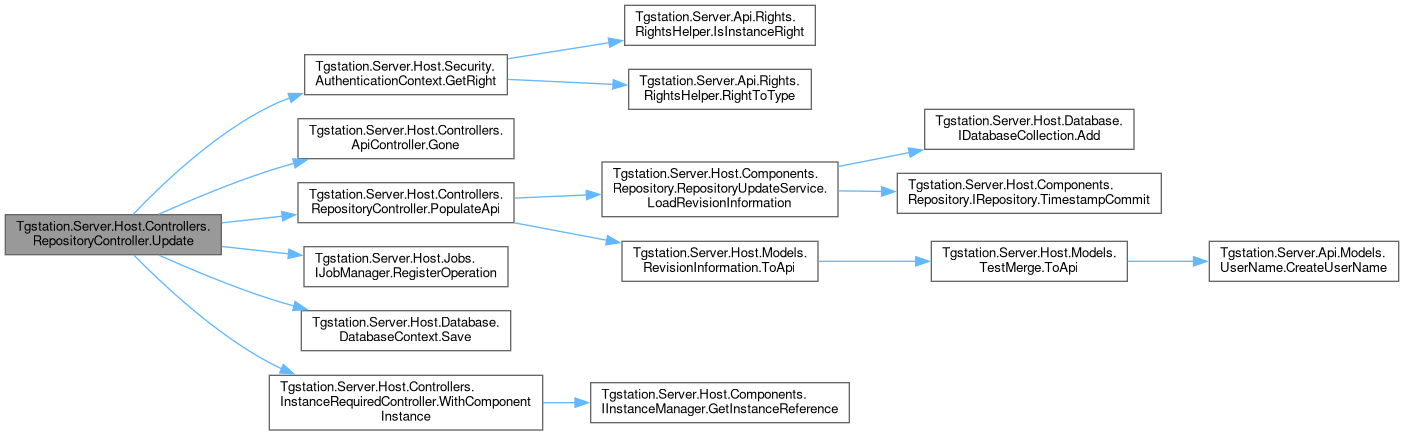 Tgstation.Server.Host.Controllers.
RepositoryController.Update
Tgstation.Server.Host.Security.
AuthenticationContext.GetRight
Tgstation.Server.Api.Rights.
RightsHelper.IsInstanceRight
Tgstation.Server.Api.Rights.
RightsHelper.RightToType
Tgstation.Server.Host.Controllers.
ApiController.Gone
Tgstation.Server.Host.Controllers.
RepositoryController.PopulateApi
Tgstation.Server.Host.Components.
Repository.RepositoryUpdateService.
LoadRevisionInformation
Tgstation.Server.Host.Database.
IDatabaseCollection.Add
Tgstation.Server.Host.Components.
Repository.IRepository.TimestampCommit
Tgstation.Server.Host.Models.
RevisionInformation.ToApi
Tgstation.Server.Host.Models.
TestMerge.ToApi
Tgstation.Server.Api.Models.
UserName.CreateUserName
Tgstation.Server.Host.Jobs.
IJobManager.RegisterOperation
Tgstation.Server.Host.Database.
DatabaseContext.Save
Tgstation.Server.Host.Controllers.
InstanceRequiredController.WithComponent
Instance
Tgstation.Server.Host.Components.
IInstanceManager.GetInstanceReference